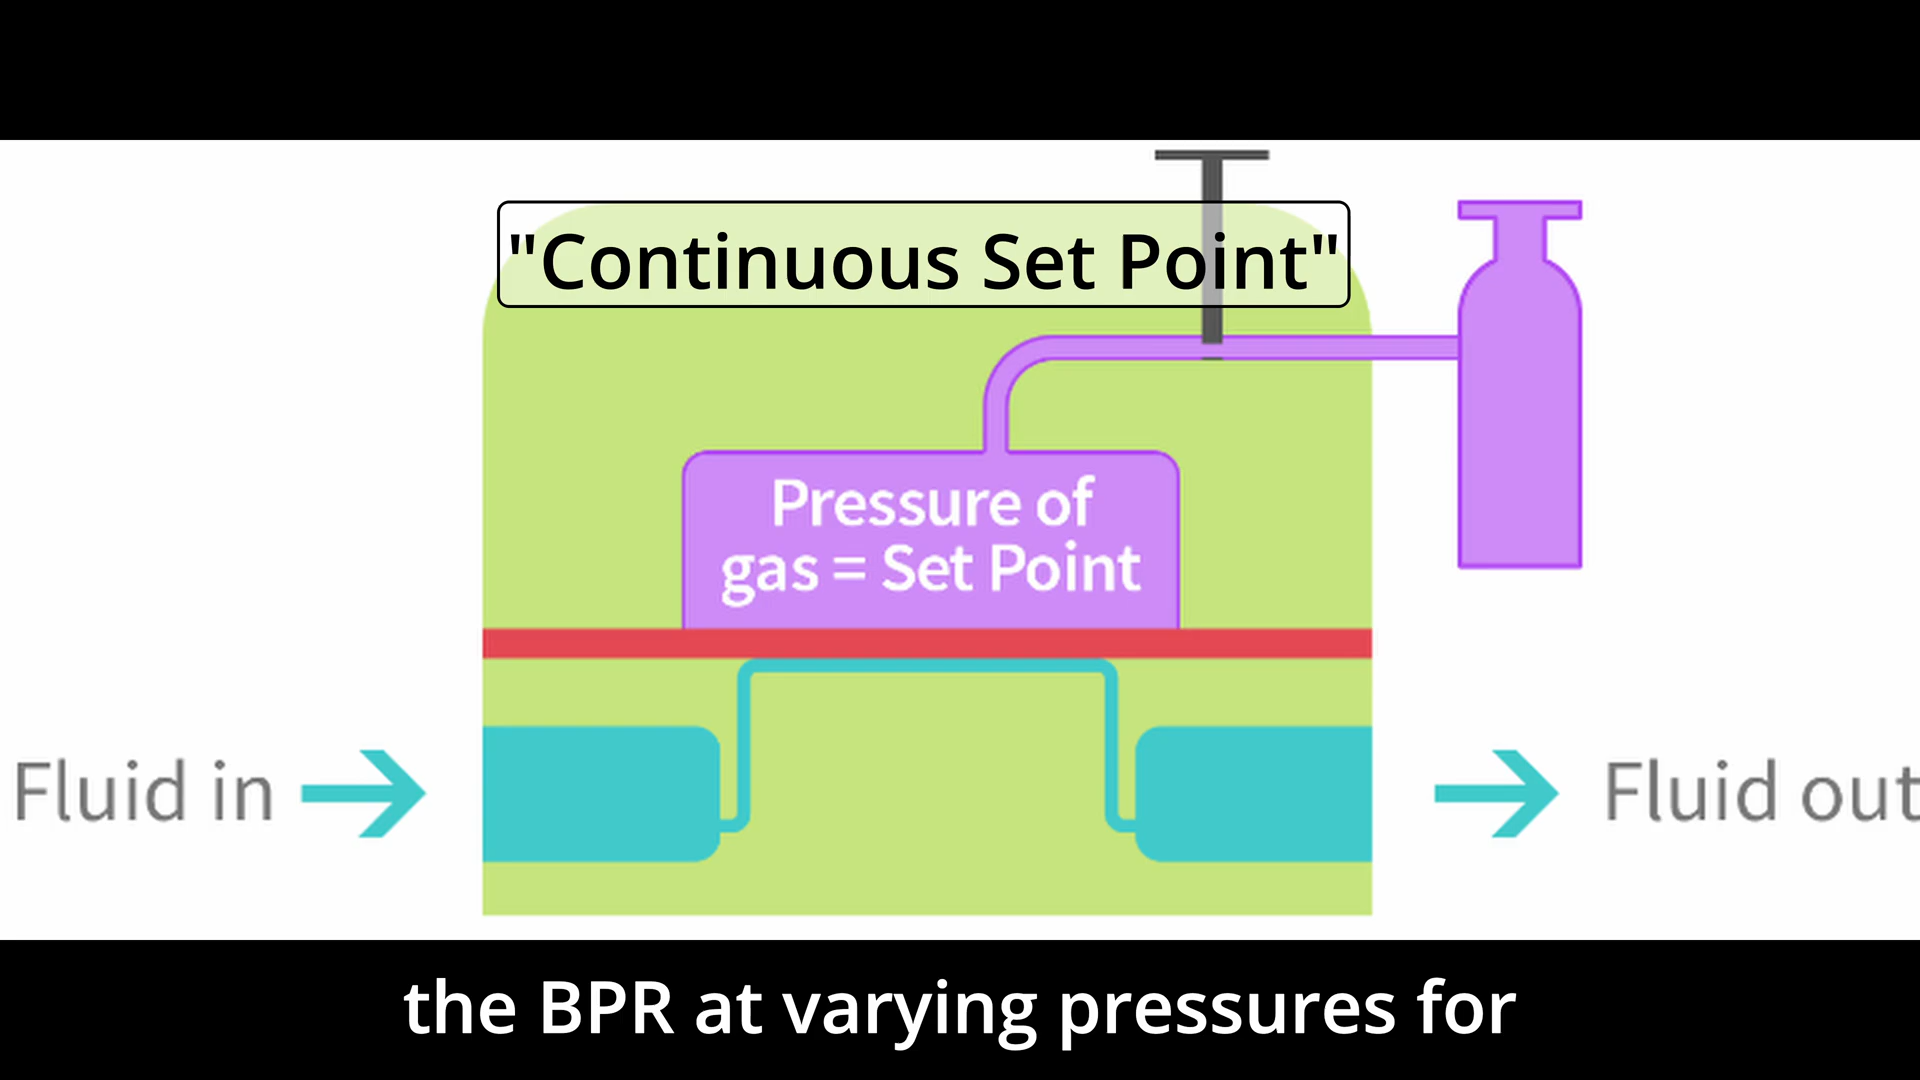 "Continuous Set Point"
Pressure of
gas = Set Point
Fluid in
Fluid out
the BPR at varying pressures for